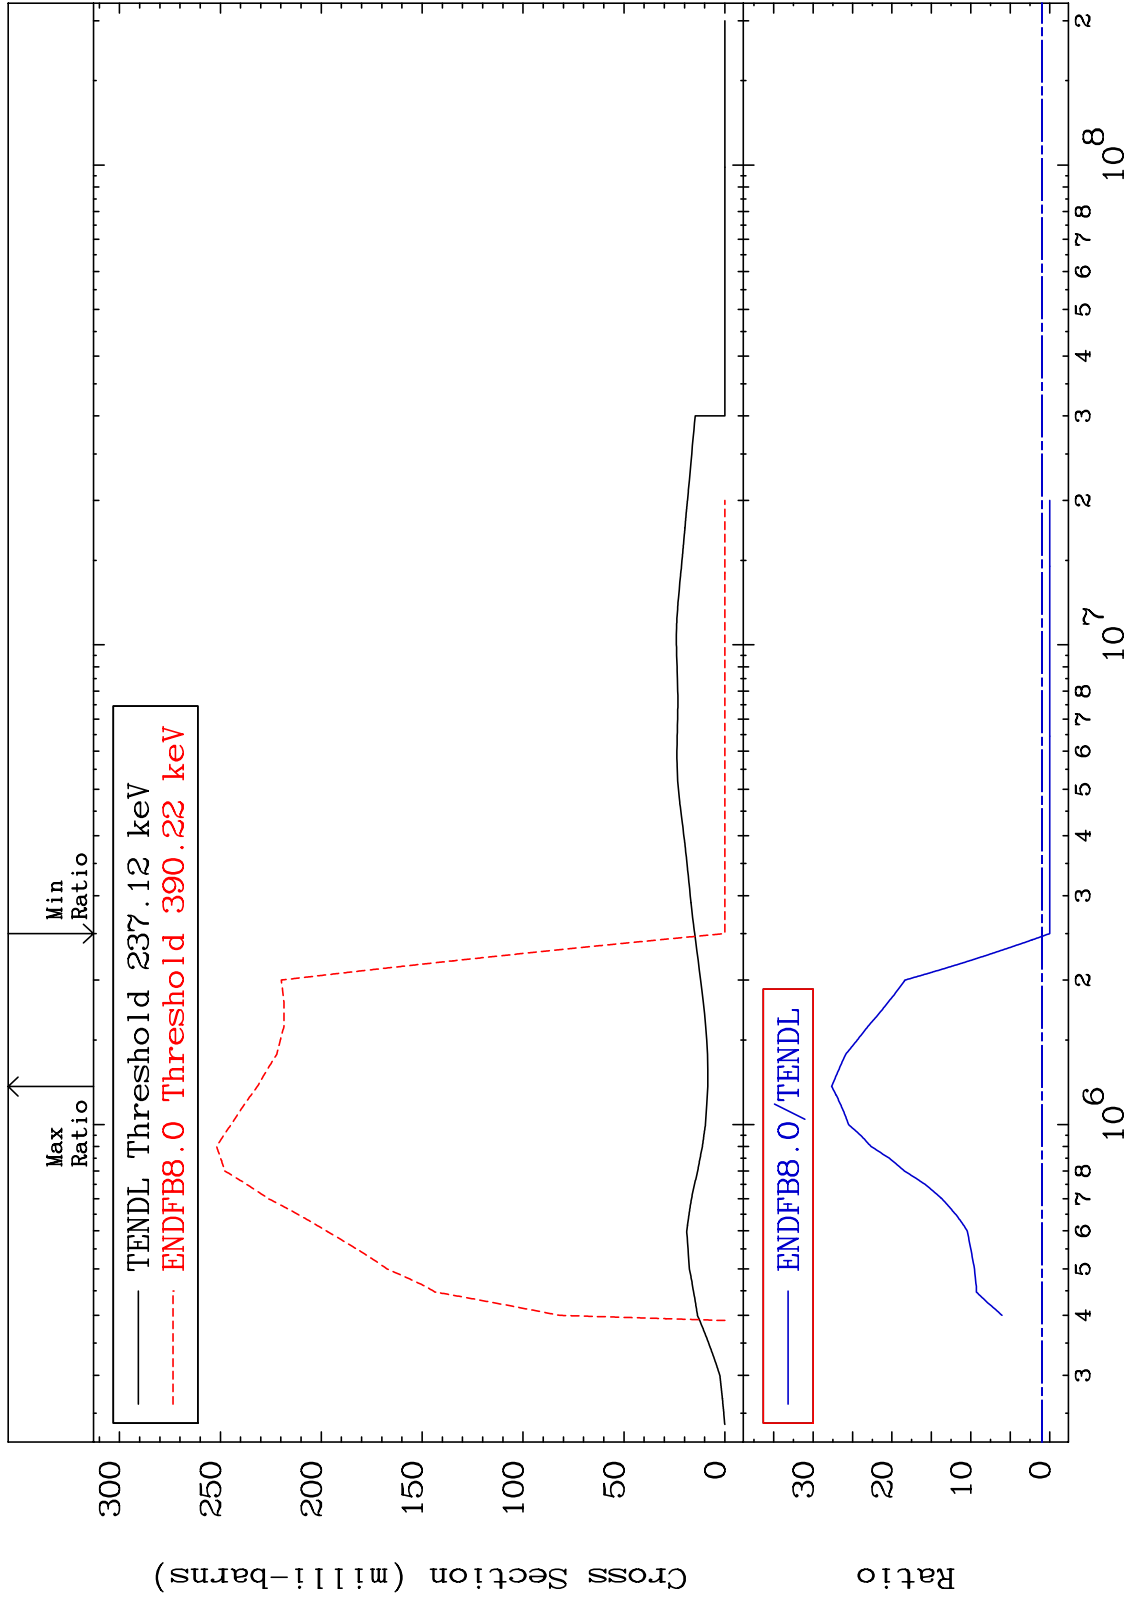 Max
Ratio
Min
Ratio
TENDL Threshold 237.12 keV
ENDFB8.0 Threshold 390.22 keV
Cross Section (milli-barns)
300
250
200
150
100
50
0
ENDFB8.0/TENDL
Ratio
30
20
10
0
3 4 5 6 7 8 10^6 2 3 4 5 6 7 8 10^7 2 3 4 5 6 7 8 10^8 2